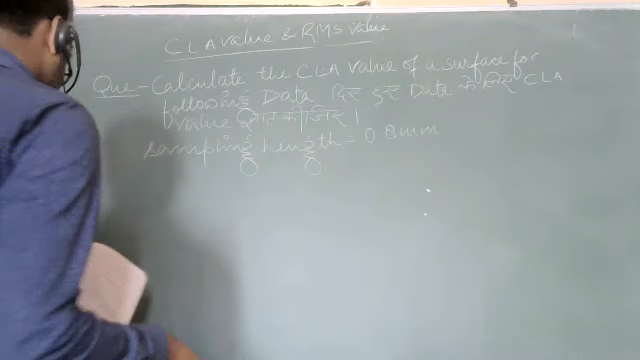 CLA value & RMS value
Que - Calculate the CLA value of a surface for
following Data दिए हुए Data के लिए CLA
value ज्ञात कीजिए।
sampling Length = 0.8mm